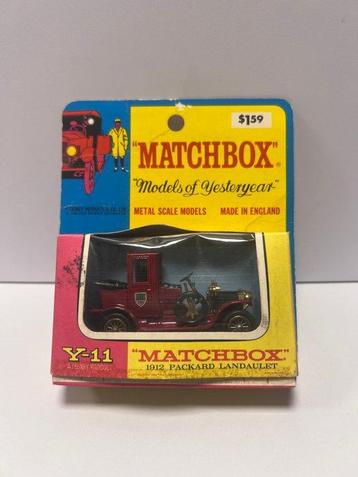 $1.59
"MATCHBOX"®
"Models of Yesteryear"
METAL SCALE MODELS MADE IN ENGLAND
Y-11
"MATCHBOX"
1912 PACKARD LANDAULET